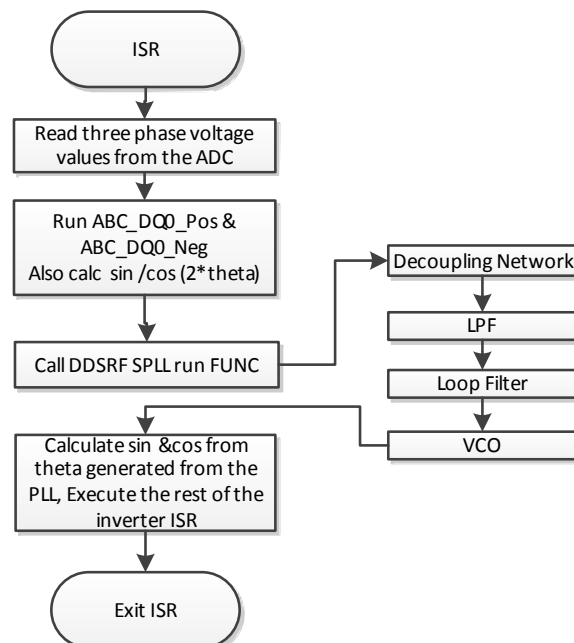 ISR
Read three phase voltage
values from the ADC
Run ABC_DQ0_Pos &
ABC_DQ0_Neg
Also calc sin /cos (2*theta)
Call DDSRF SPLL run FUNC
Decoupling Network
LPF
Loop Filter
VCO
Calculate sin &cos from
theta generated from the
PLL, Execute the rest of the
inverter ISR
Exit ISR